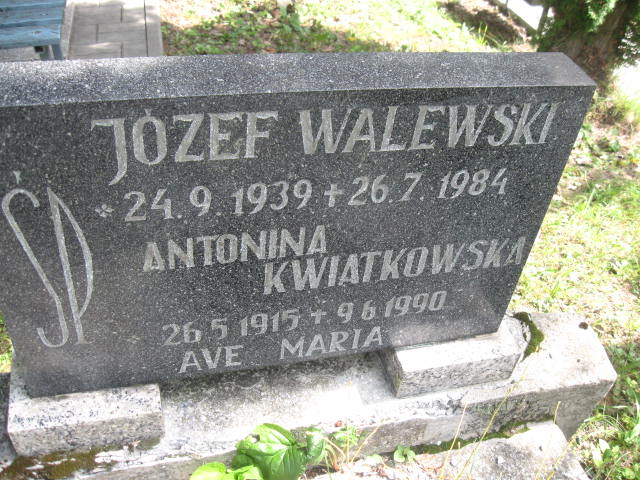 JÓZEF WALEWSKI
* 24.9.1939 + 26.7.1984
ŚP
ANTONINA
KWIATKOWSKA
26.5.1915 + 9.6.1990
AVE MARIA